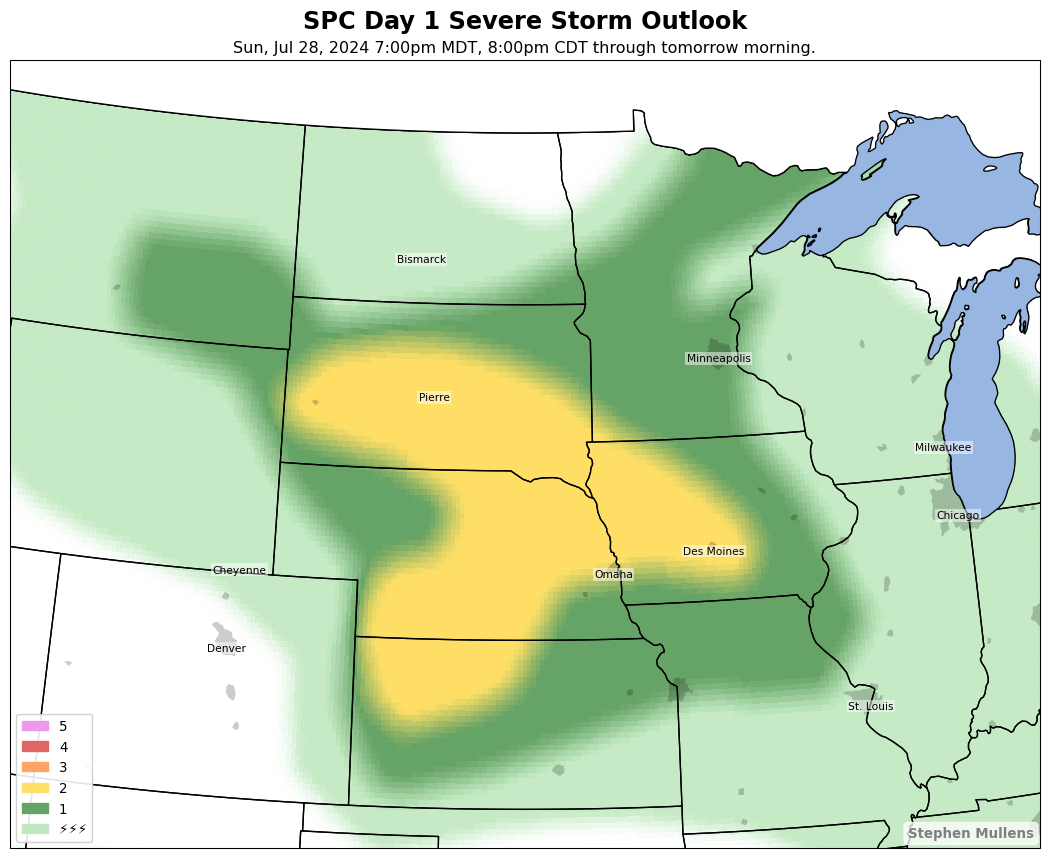 SPC Day 1 Severe Storm Outlook
Sun, Jul 28, 2024 7:00pm MDT, 8:00pm CDT through tomorrow morning.
Bismarck
Minneapolis
Pierre
Milwaukee
Chicago
Des Moines
Cheyenne
Omaha
Denver
St. Louis
5
4
3
2
1
⚡⚡⚡
Stephen Mullens